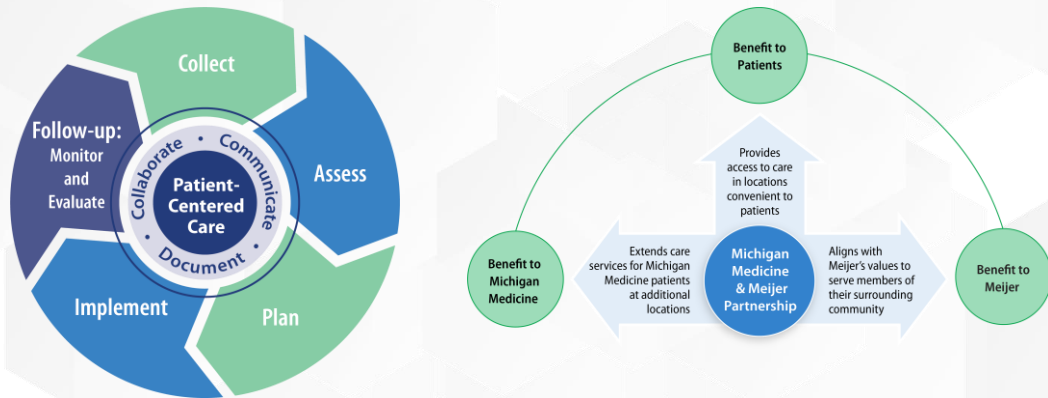 Collect
Assess
Plan
Implement
Follow-up:
Monitor
and
Evaluate
Collaborate • Communicate • Document •
Patient-
Centered
Care
Benefit to
Patients
Provides
access to care
in locations
convenient to
patients
Benefit to
Michigan
Medicine
Extends care
services for Michigan
Medicine patients
at additional
locations
Michigan
Medicine
& Meijer
Partnership
Aligns with
Meijer's values to
serve members of
their surrounding
community
Benefit to
Meijer